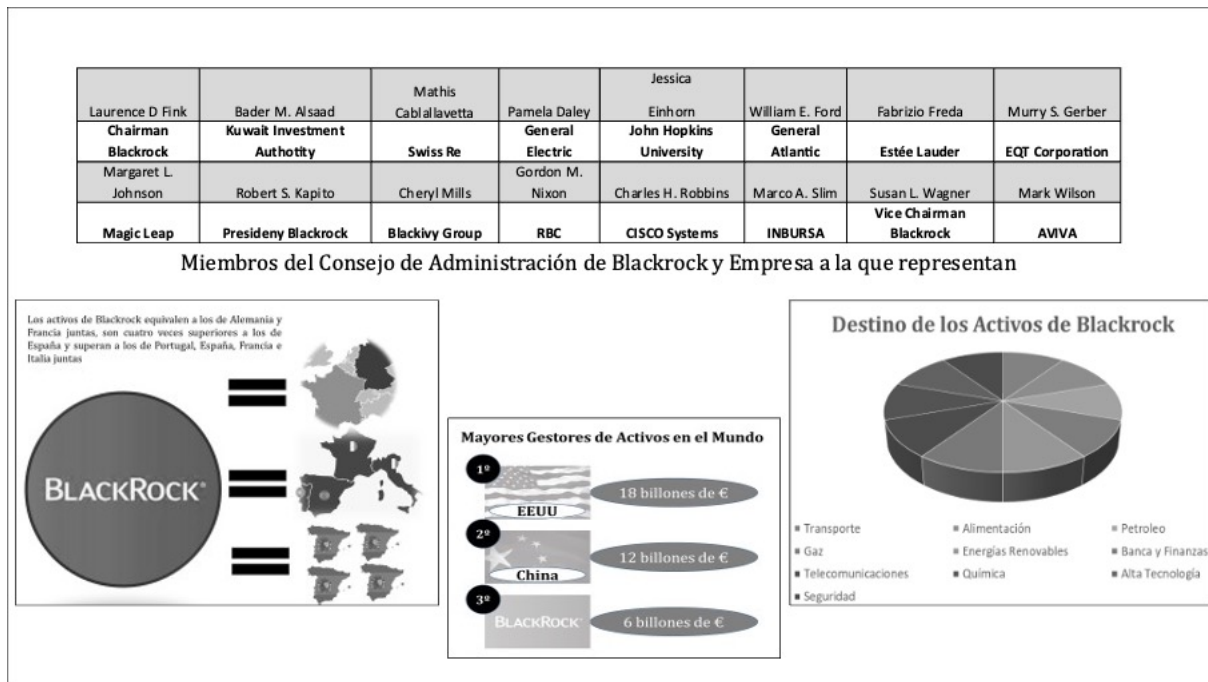 Laurence D Fink
Bader M. Alsaad
Mathis
Cablallavetta
Pamela Daley
Jessica
Einhorn
William E. Ford
Fabrizio Freda
Murry S. Gerber
Chairman
Blackrock
Kuwait Investment
Authotity
Swiss Re
General
Electric
John Hopkins
University
General
Atlantic
Estée Lauder
EQT Corporation
Margaret L.
Johnson
Robert S. Kapito
Cheryl Mills
Gordon M.
Nixon
Charles H. Robbins
Marco A. Slim
Susan L. Wagner
Mark Wilson
Magic Leap
Presideny Blackrock
Blackivy Group
RBC
CISCO Systems
INBURSA
Vice Chairman
Blackrock
AVIVA
Miembros del Consejo de Administración de Blackrock y Empresa a la que representan
Los activos de Blackrock equivalen a los de Alemania y
Francia juntas, son cuatro veces superiores a los de
España y superan a los de Portugal, España, Francia e
Italia juntas
BLACKROCK®
Mayores Gestores de Activos en el Mundo
1º
EEUU
18 billones de €
2º
China
12 billones de €
3º
BLACKROCK®
6 billones de €
Destino de los Activos de Blackrock
Transporte
Alimentación
Petroleo
Gaz
Energías Renovables
Banca y Finanzas
Telecomunicaciones
Química
Alta Tecnología
Seguridad